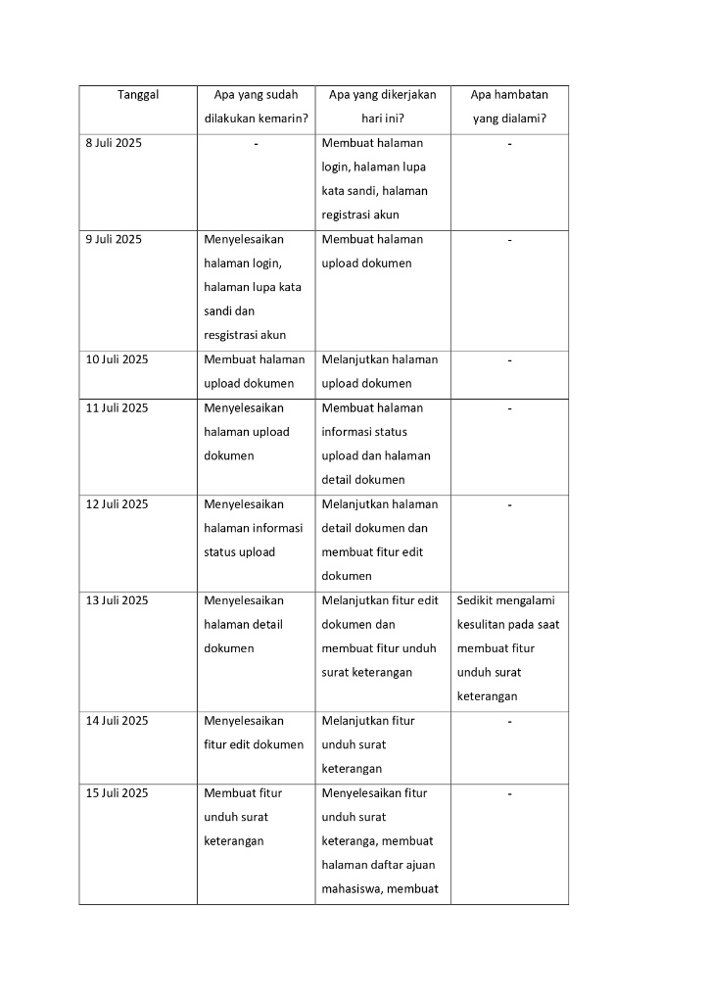 Tanggal
Apa yang sudah
dilakukan kemarin?
Apa yang dikerjakan
hari ini?
Apa hambatan
yang dialami?
8 Juli 2025
-
Membuat halaman
login, halaman lupa
kata sandi, halaman
registrasi akun
-
9 Juli 2025
Menyelesaikan
halaman login,
halaman lupa kata
sandi dan
resgistrasi akun
Membuat halaman
upload dokumen
-
10 Juli 2025
Membuat halaman
upload dokumen
Melanjutkan halaman
upload dokumen
-
11 Juli 2025
Menyelesaikan
halaman upload
dokumen
Membuat halaman
informasi status
upload dan halaman
detail dokumen
-
12 Juli 2025
Menyelesaikan
halaman informasi
status upload
Melanjutkan halaman
detail dokumen dan
membuat fitur edit
dokumen
-
13 Juli 2025
Menyelesaikan
halaman detail
dokumen
Melanjutkan fitur edit
dokumen dan
membuat fitur unduh
surat keterangan
Sedikit mengalami
kesulitan pada saat
membuat fitur
unduh surat
keterangan
14 Juli 2025
Menyelesaikan
fitur edit dokumen
Melanjutkan fitur
unduh surat
keterangan
-
15 Juli 2025
Membuat fitur
unduh surat
keterangan
Menyelesaikan fitur
unduh surat
keteranga, membuat
halaman daftar ajuan
mahasiswa, membuat
-